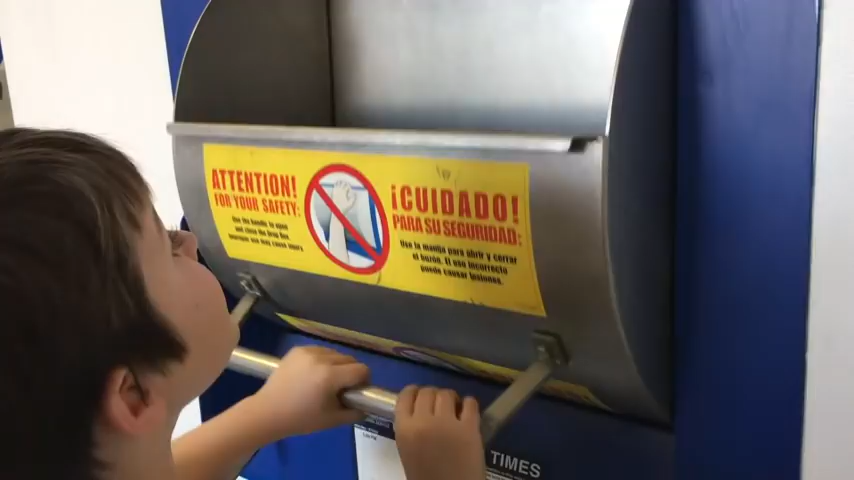 ATTENTION!
FOR YOUR SAFETY:
Use the handle to open
and close the Drop Box.
Incorrect use may cause injury.
¡CUIDADO!
PARA SU SEGURIDAD:
Use la manija para abrir y cerrar
el buzón. El uso incorrecto
puede causar lesiones.
TIMES